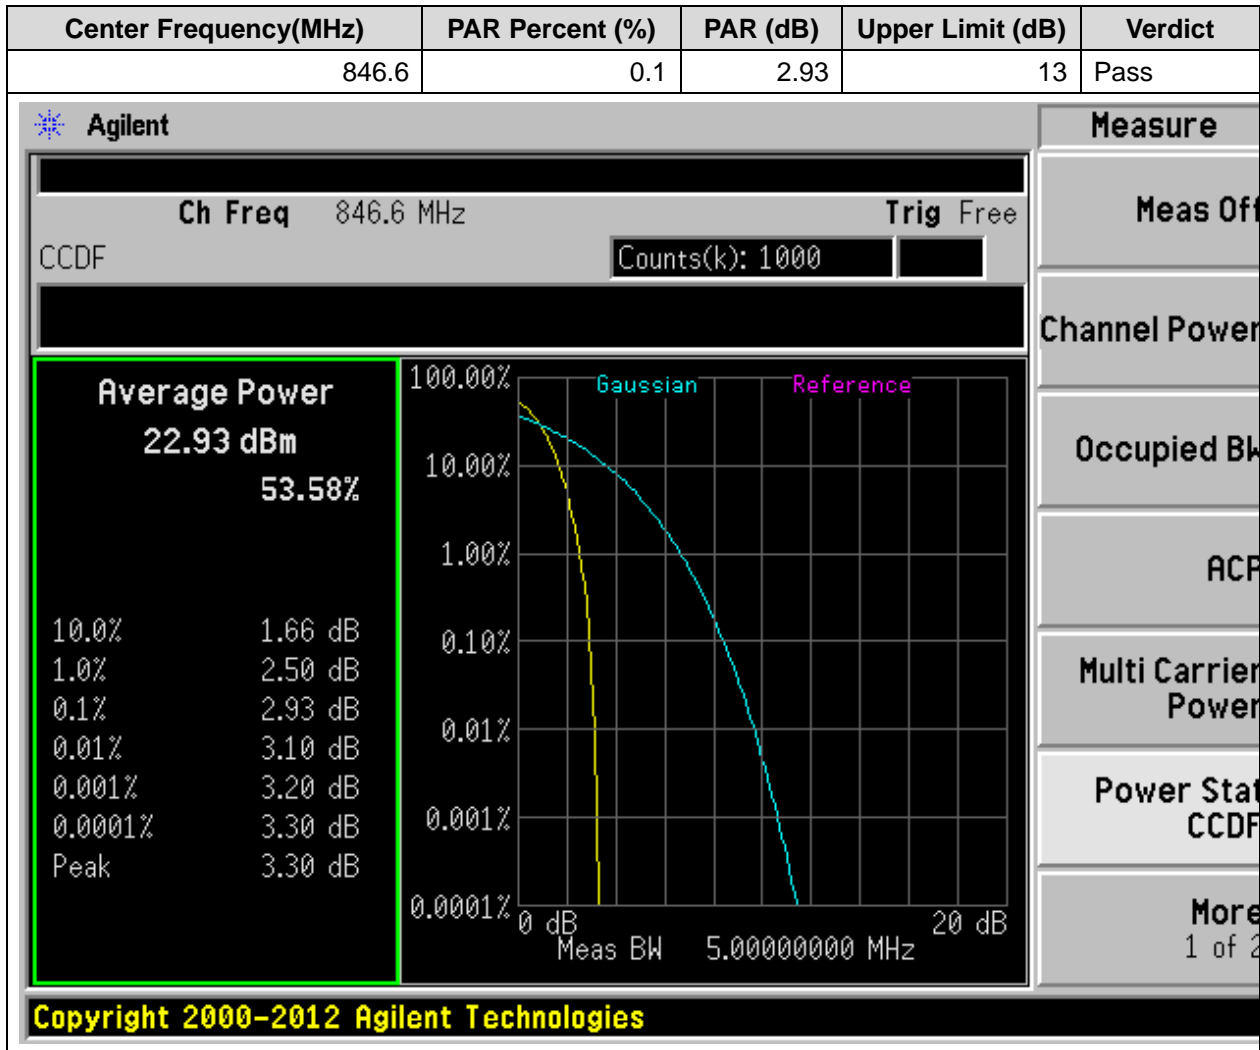 Center Frequency(MHz) PAR Percent (%) PAR (dB) Upper Limit (dB) Verdict
846.6 0.1 2.93 13 Pass
Agilent
Measure
Ch Freq 846.6 MHz Trig Free
CCDF
Counts(k): 1000
Average Power
22.93 dBm
53.58%
10.0% 1.66 dB
1.0% 2.50 dB
0.1% 2.93 dB
0.01% 3.10 dB
0.001% 3.20 dB
0.0001% 3.30 dB
Peak 3.30 dB
Gaussian Reference
100.00%
10.00%
1.00%
0.10%
0.01%
0.001%
0.0001%
0 dB 20 dB
Meas BW 5.00000000 MHz
Meas Off
Channel Power
Occupied BW
ACP
Multi Carrier
Power
Power Stat
CCDF
More
1 of 2
Copyright 2000-2012 Agilent Technologies